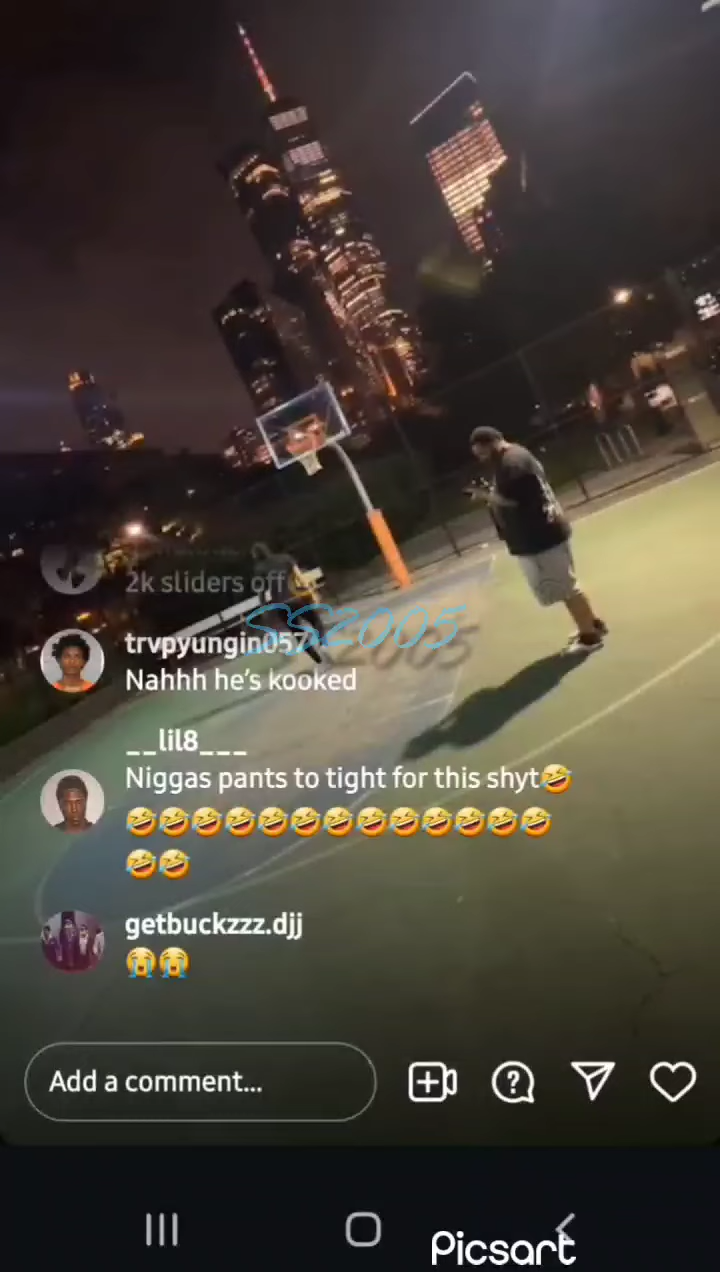 2k sliders off
SS2005
trvpyungin057
Nahhh he’s kooked
__lil8___
Niggas pants to tight for this shyt🤣
🤣🤣🤣🤣🤣🤣🤣🤣🤣🤣🤣🤣🤣
🤣🤣
getbuckzzz.djj
😭😭
Add a comment...
Picsart